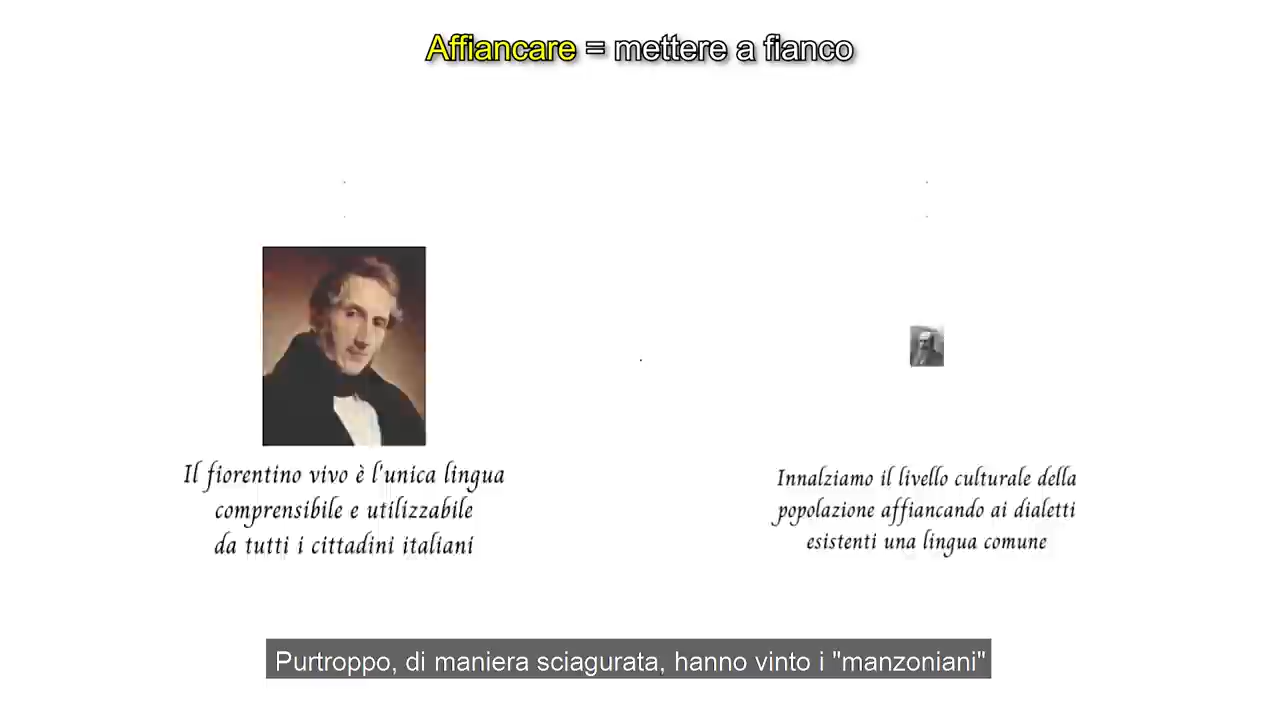 Affiancare = mettere a fianco
Il fiorentino vivo è l'unica lingua
comprensibile e utilizzabile
da tutti i cittadini italiani
Innalziamo il livello culturale della
popolazione affiancando ai dialetti
esistenti una lingua comune
Purtroppo, di maniera sciagurata, hanno vinto i "manzoniani"